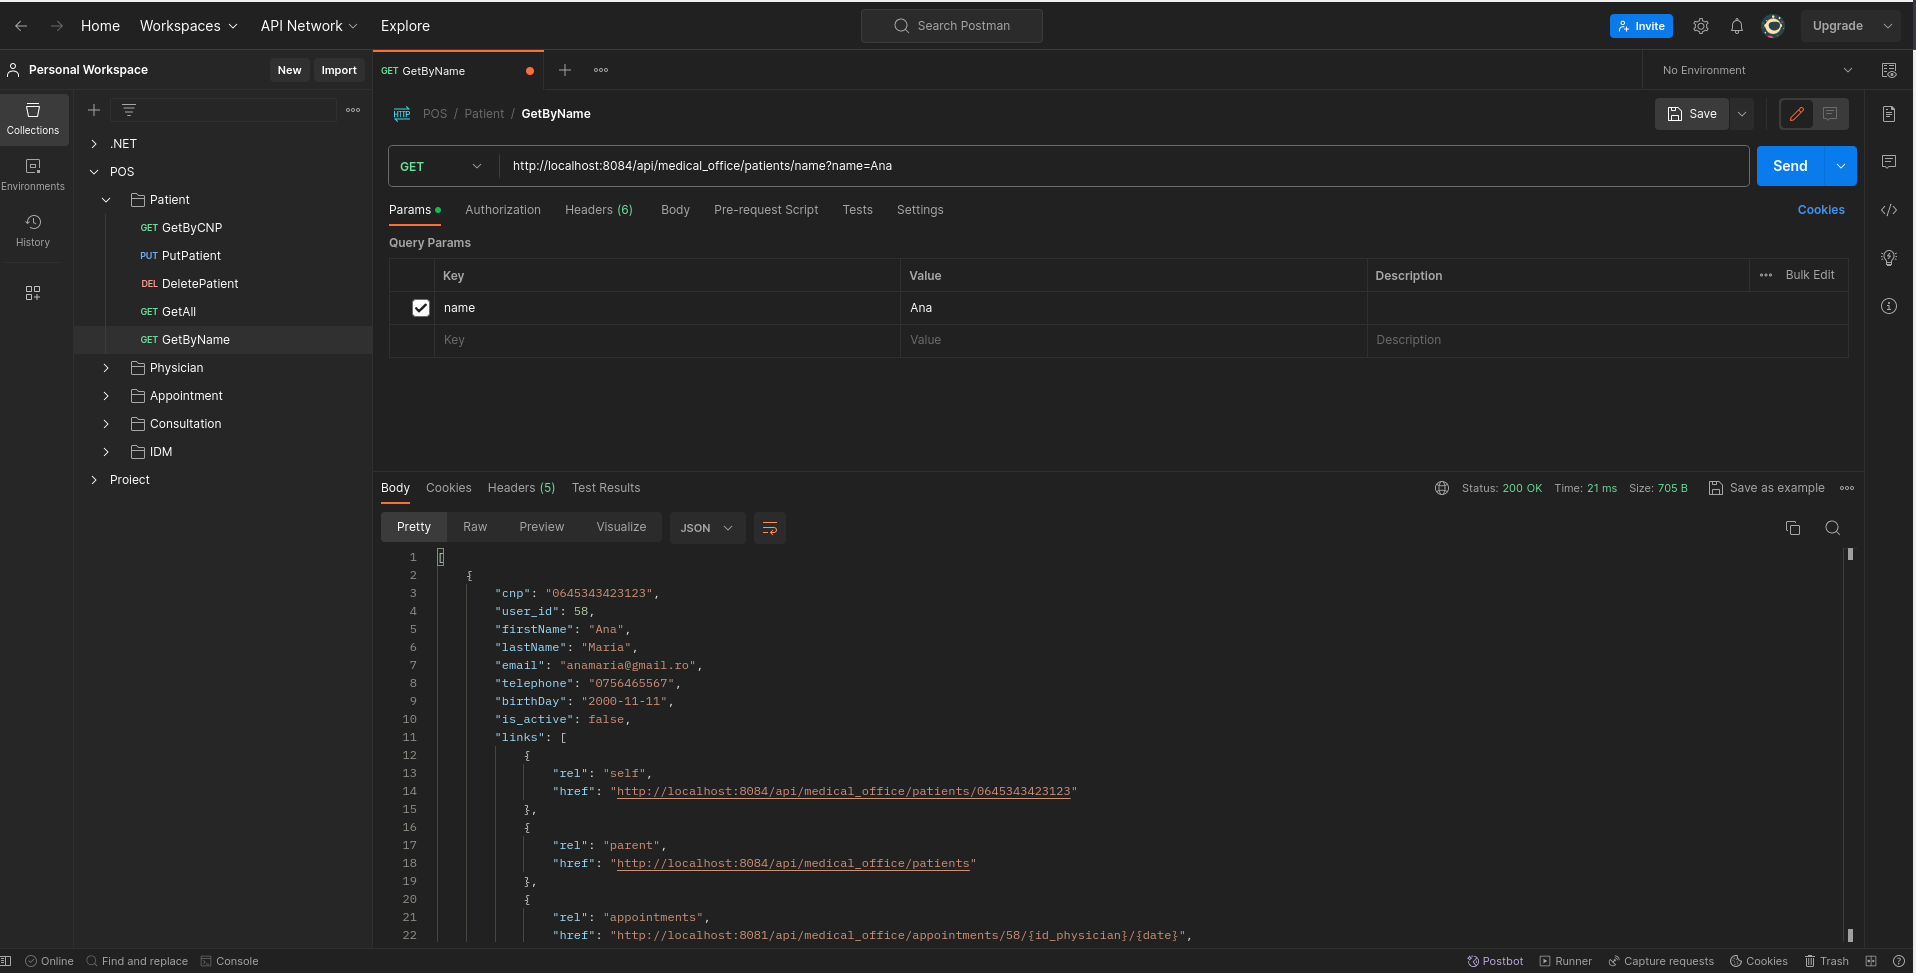 Home Workspaces API Network Explore Search Postman Invite Upgrade
Personal Workspace New Import GET GetByName No Environment
Collections
Environments
History
.NET
POS
Patient
GET GetByCNP
PUT PutPatient
DEL DeletePatient
GET GetAll
GET GetByName
Physician
Appointment
Consultation
IDM
Proiect
HTTP POS / Patient / GetByName Save
GET http://localhost:8084/api/medical_office/patients/name?name=Ana Send
Params Authorization Headers (6) Body Pre-request Script Tests Settings Cookies
Query Params
Key Value Description Bulk Edit
name Ana
Key Value Description
Body Cookies Headers (5) Test Results Status: 200 OK Time: 21 ms Size: 705 B Save as example
Pretty Raw Preview Visualize JSON
1 [
2 {
3 "cnp": "0645343423123",
4 "user_id": 58,
5 "firstName": "Ana",
6 "lastName": "Maria",
7 "email": "anamaria@gmail.ro",
8 "telephone": "0756465567",
9 "birthDay": "2000-11-11",
10 "is_active": false,
11 "links": [
12 {
13 "rel": "self",
14 "href": "http://localhost:8084/api/medical_office/patients/0645343423123"
15 },
16 {
17 "rel": "parent",
18 "href": "http://localhost:8084/api/medical_office/patients"
19 },
20 {
21 "rel": "appointments",
22 "href": "http://localhost:8081/api/medical_office/appointments/58/{id_physician}/{date}",
Online Find and replace Console Postbot Runner Capture requests Cookies Trash